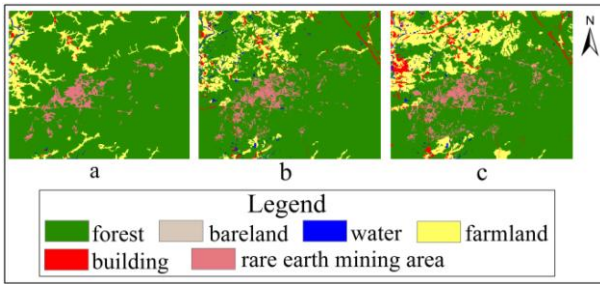 N
a b c
Legend
forest bareland water farmland
building rare earth mining area